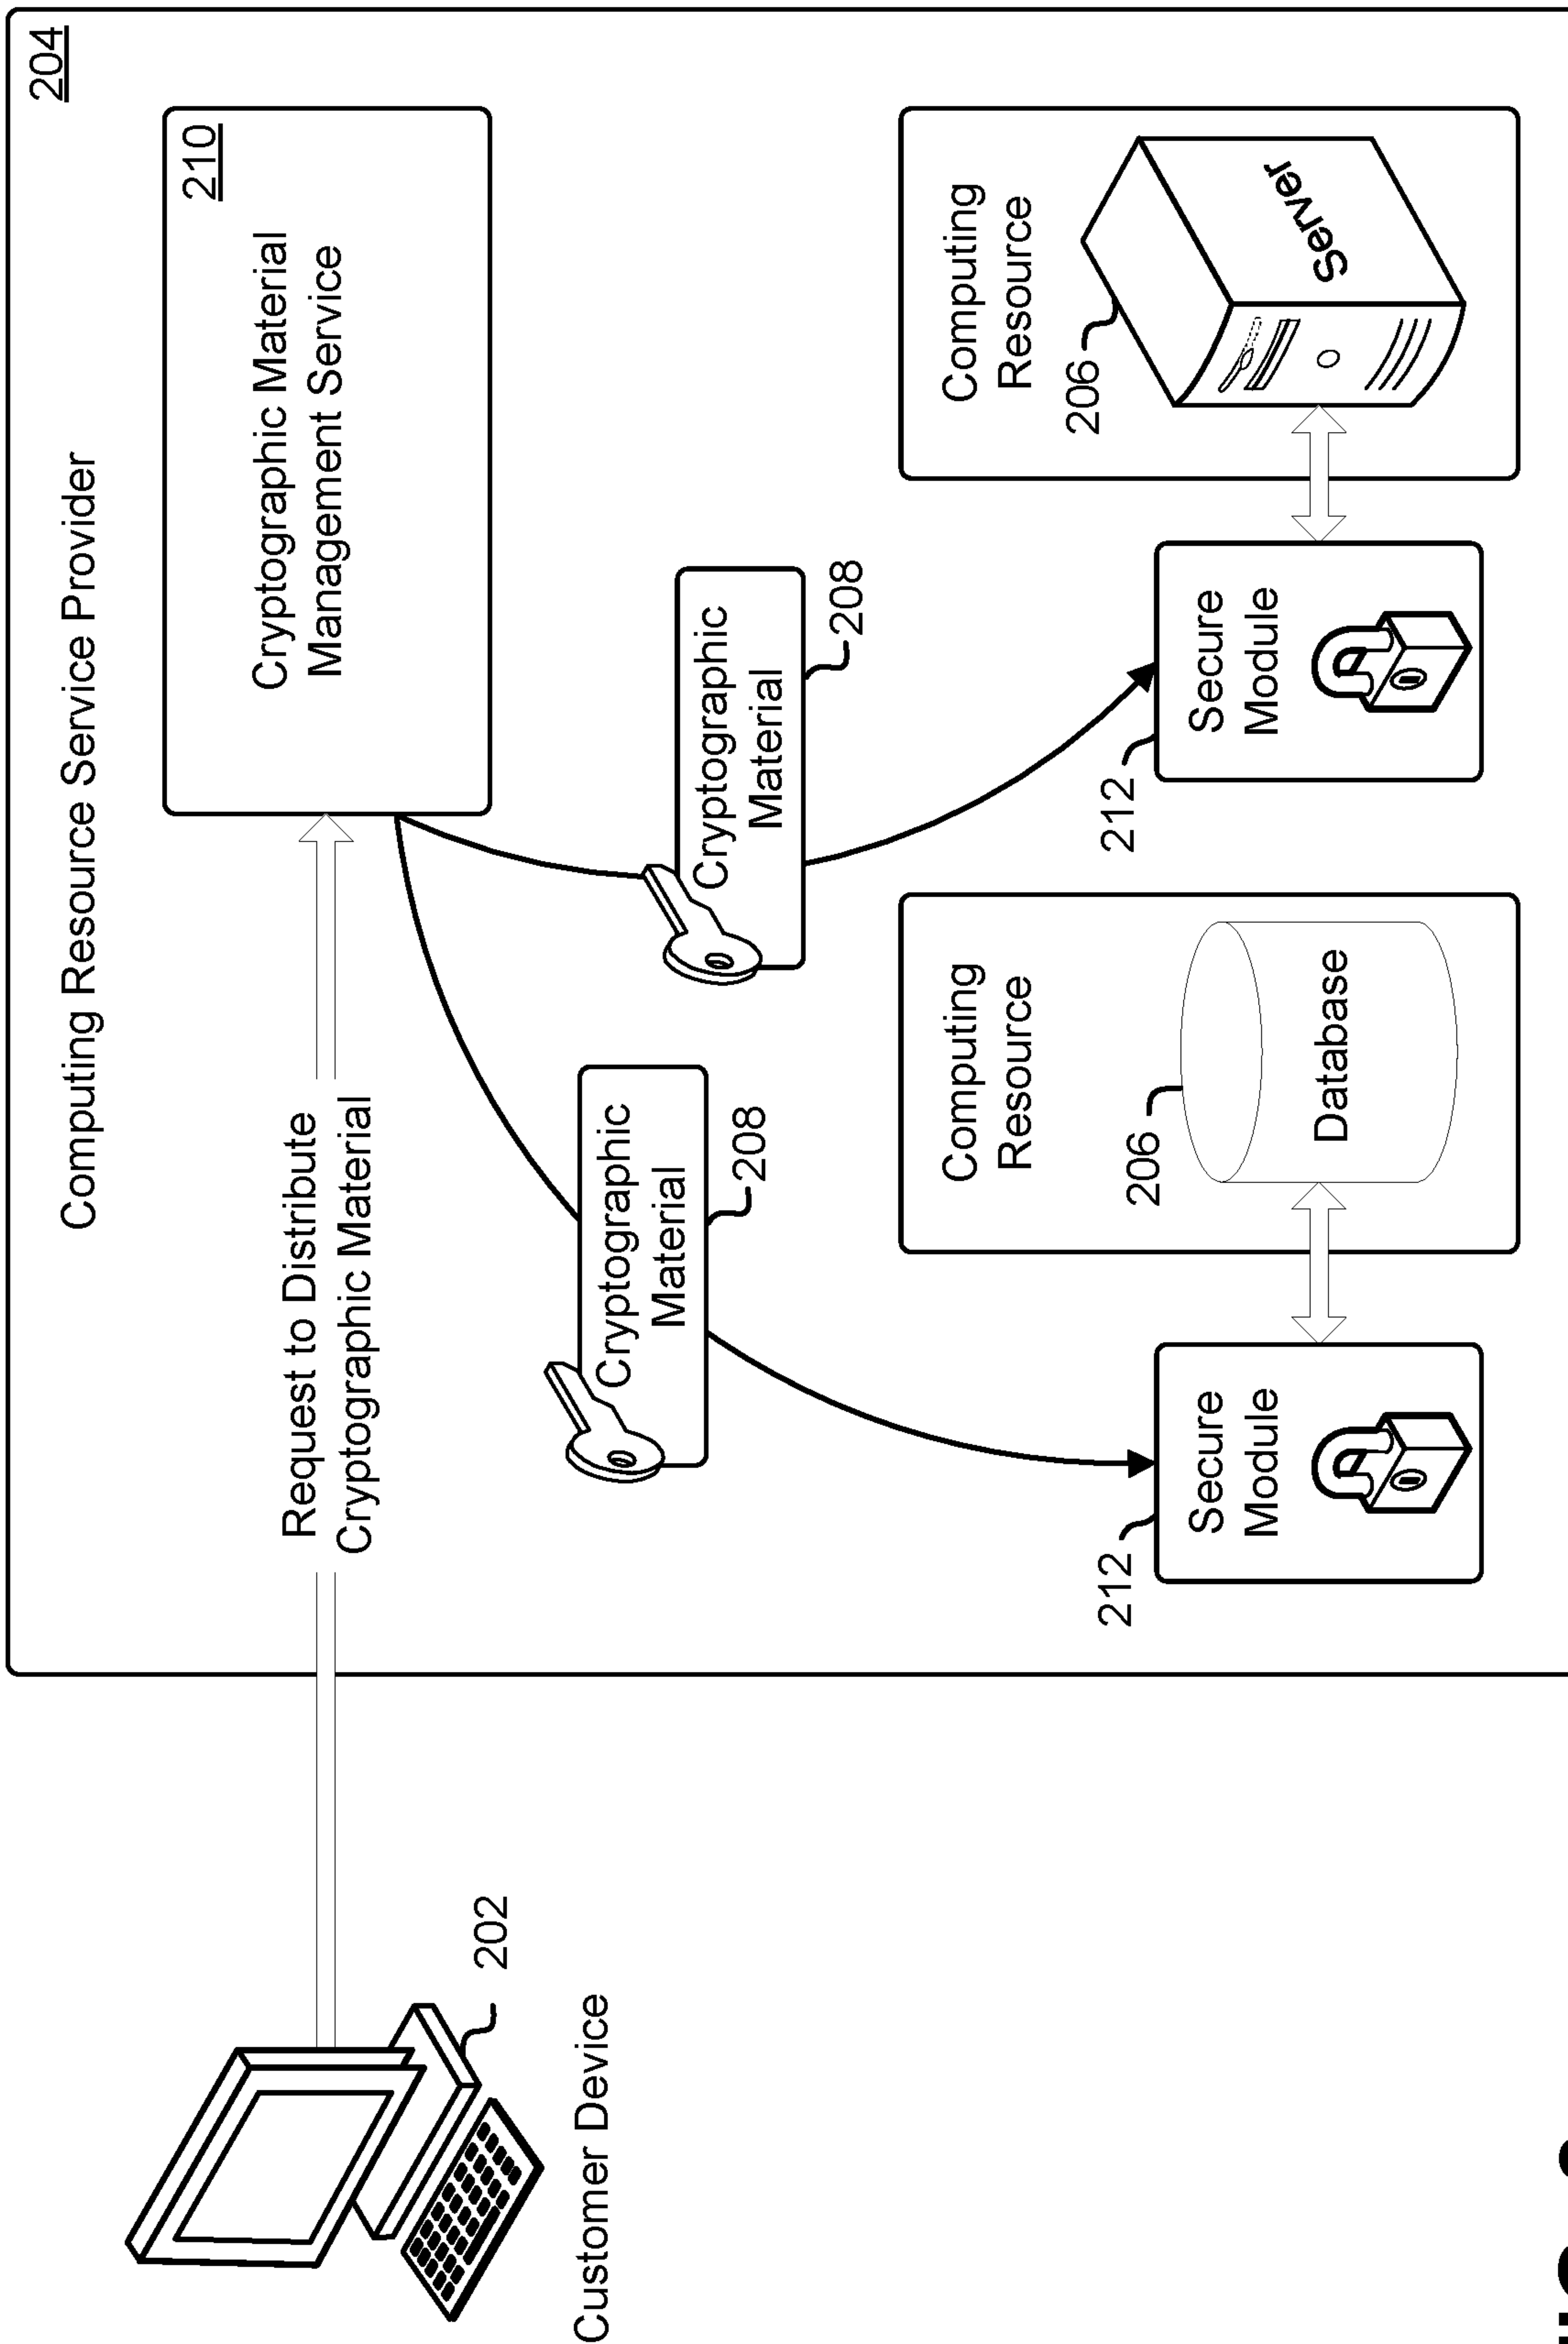 204
Computing Resource Service Provider
210
Cryptographic Material
Management Service
Request to Distribute
Cryptographic Material
202
Customer Device
Cryptographic
Material
208
Cryptographic
Material
208
Computing
Resource
206
Database
Computing
Resource
206
Server
212
Secure
Module
212
Secure
Module